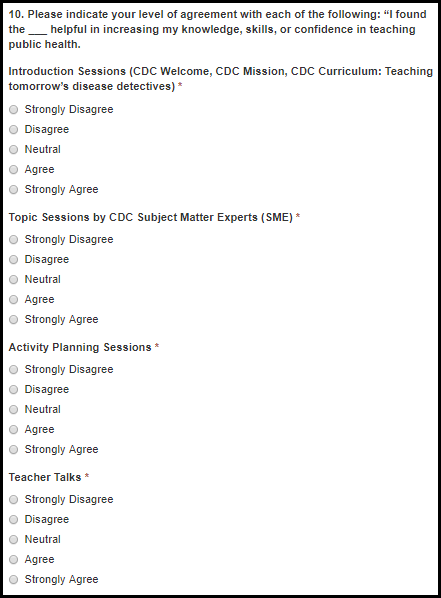 10. Please indicate your level of agreement with each of the following: “I found
the ___ helpful in increasing my knowledge, skills, or confidence in teaching
public health.
Introduction Sessions (CDC Welcome, CDC Mission, CDC Curriculum: Teaching
tomorrow’s disease detectives) *
Strongly Disagree
Disagree
Neutral
Agree
Strongly Agree
Topic Sessions by CDC Subject Matter Experts (SME) *
Strongly Disagree
Disagree
Neutral
Agree
Strongly Agree
Activity Planning Sessions *
Strongly Disagree
Disagree
Neutral
Agree
Strongly Agree
Teacher Talks *
Strongly Disagree
Disagree
Neutral
Agree
Strongly Agree